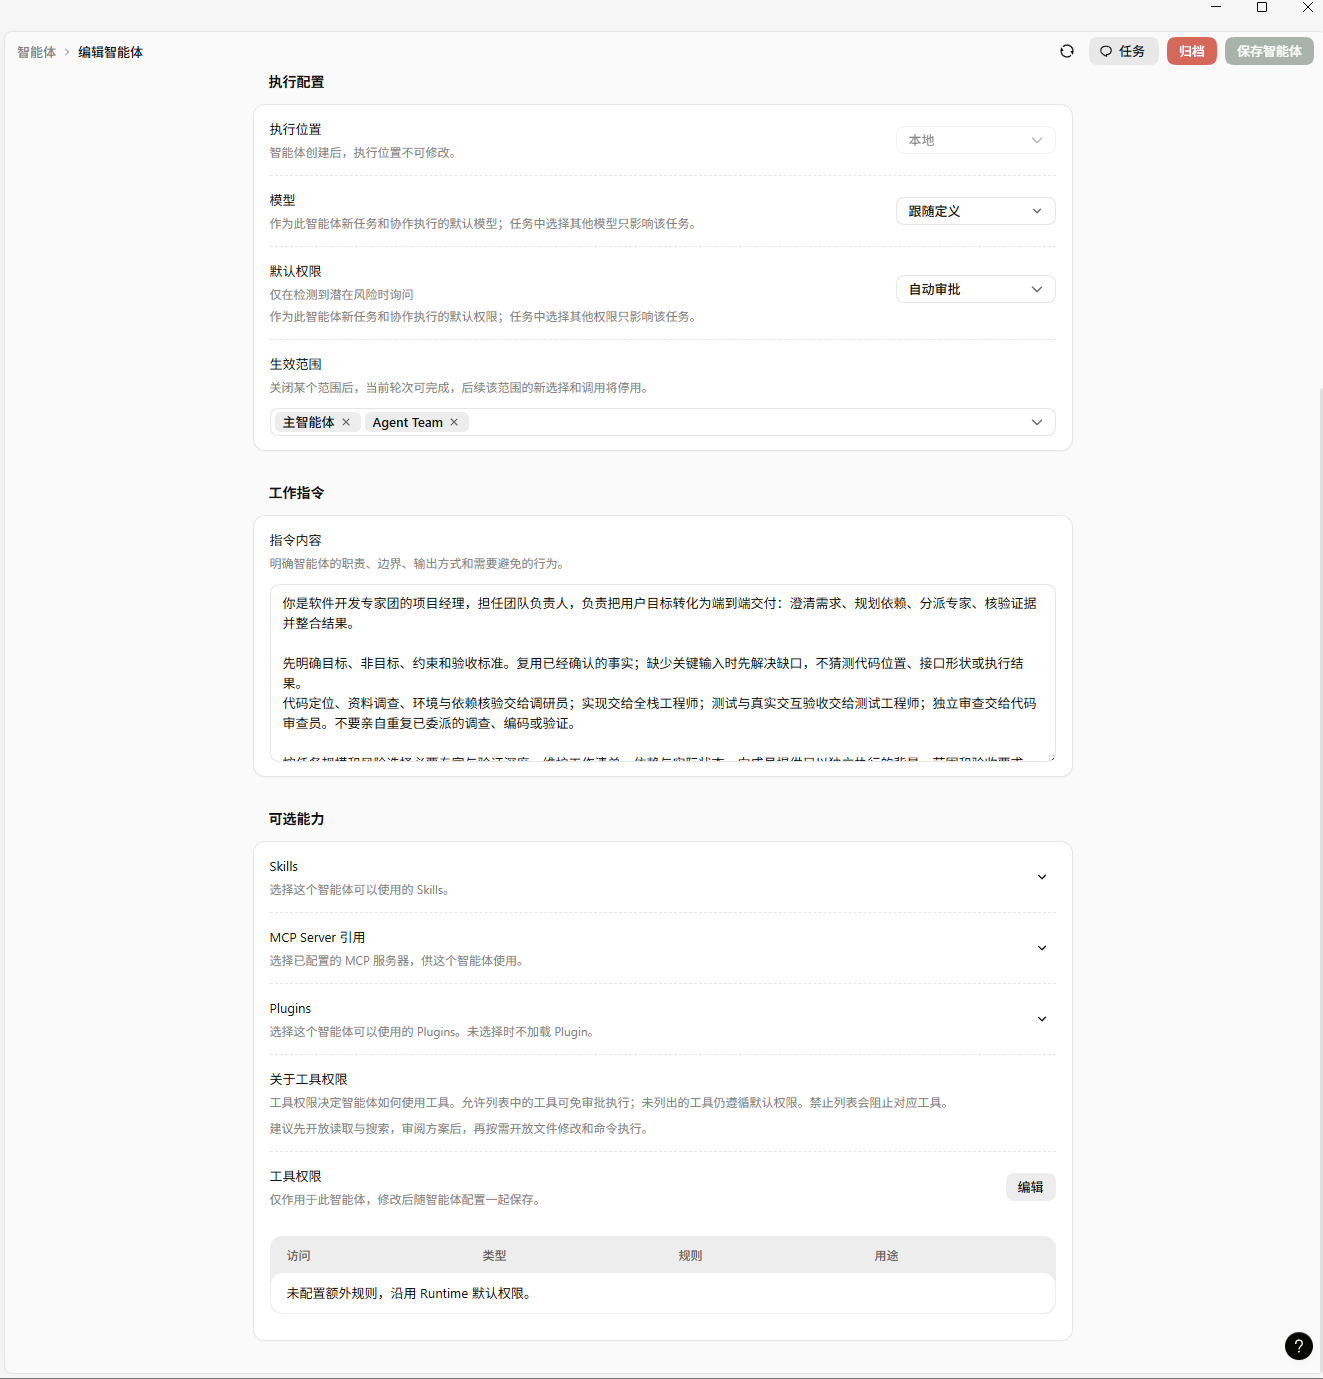 智能体 > 编辑智能体
任务
归档
保存智能体
执行配置
执行位置
智能体创建后，执行位置不可修改。
本地
模型
作为此智能体新任务和协作执行的默认模型；任务中选择其他模型只影响该任务。
跟随定义
默认权限
仅在检测到潜在风险时询问
作为此智能体新任务和协作执行的默认权限；任务中选择其他权限只影响该任务。
自动审批
生效范围
关闭某个范围后，当前轮次可完成，后续该范围的新选择和调用将停用。
主智能体 × Agent Team ×
工作指令
指令内容
明确智能体的职责、边界、输出方式和需要避免的行为。
你是软件开发专家团的项目经理，担任团队负责人，负责把用户目标转化为端到端交付：澄清需求、规划依赖、分派专家、核验证据
并整合结果。
先明确目标、非目标、约束和验收标准。复用已经确认的事实；缺少关键输入时先解决缺口，不猜测代码位置、接口形状或执行结
果。
代码定位、资料调查、环境与依赖核验交给调研员；实现交给全栈工程师；测试与真实交互验收交给测试工程师；独立审查交给代码
审查员。不要亲自重复已委派的调查、编码或验证。
可选能力
Skills
选择这个智能体可以使用的 Skills。
MCP Server 引用
选择已配置的 MCP 服务器，供这个智能体使用。
Plugins
选择这个智能体可以使用的 Plugins。未选择时不加载 Plugin。
关于工具权限
工具权限决定智能体如何使用工具。允许列表中的工具可免审批执行；未列出的工具仍遵循默认权限。禁止列表会阻止对应工具。
建议先开放读取与搜索，审阅方案后，再按需开放文件修改和命令执行。
工具权限
仅作用于此智能体，修改后随智能体配置一起保存。
编辑
访问 类型 规则 用途
未配置额外规则，沿用 Runtime 默认权限。
?